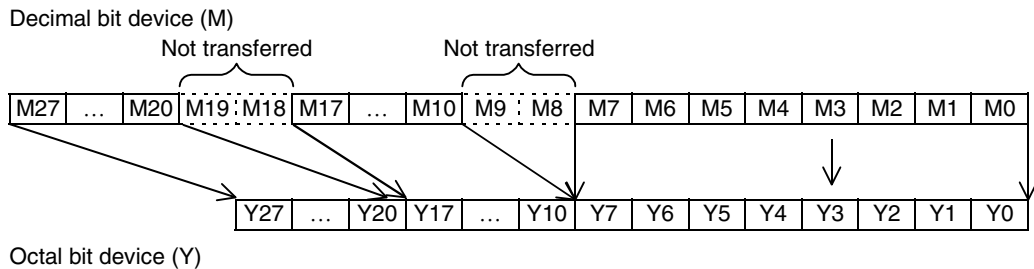 Decimal bit device (M)
Not transferred Not transferred
M27 … M20 M19 M18 M17 … M10 M9 M8 M7 M6 M5 M4 M3 M2 M1 M0
Y27 … Y20 Y17 … Y10 Y7 Y6 Y5 Y4 Y3 Y2 Y1 Y0
Octal bit device (Y)